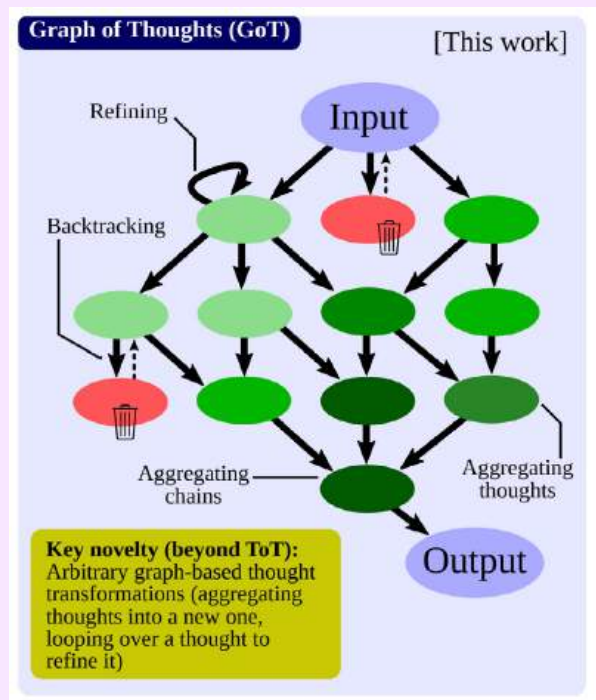 Graph of Thoughts (GoT)
[This work]
Refining
Input
Backtracking
Aggregating
chains
Aggregating
thoughts
Output
Key novelty (beyond ToT):
Arbitrary graph-based thought
transformations (aggregating
thoughts into a new one,
looping over a thought to
refine it)